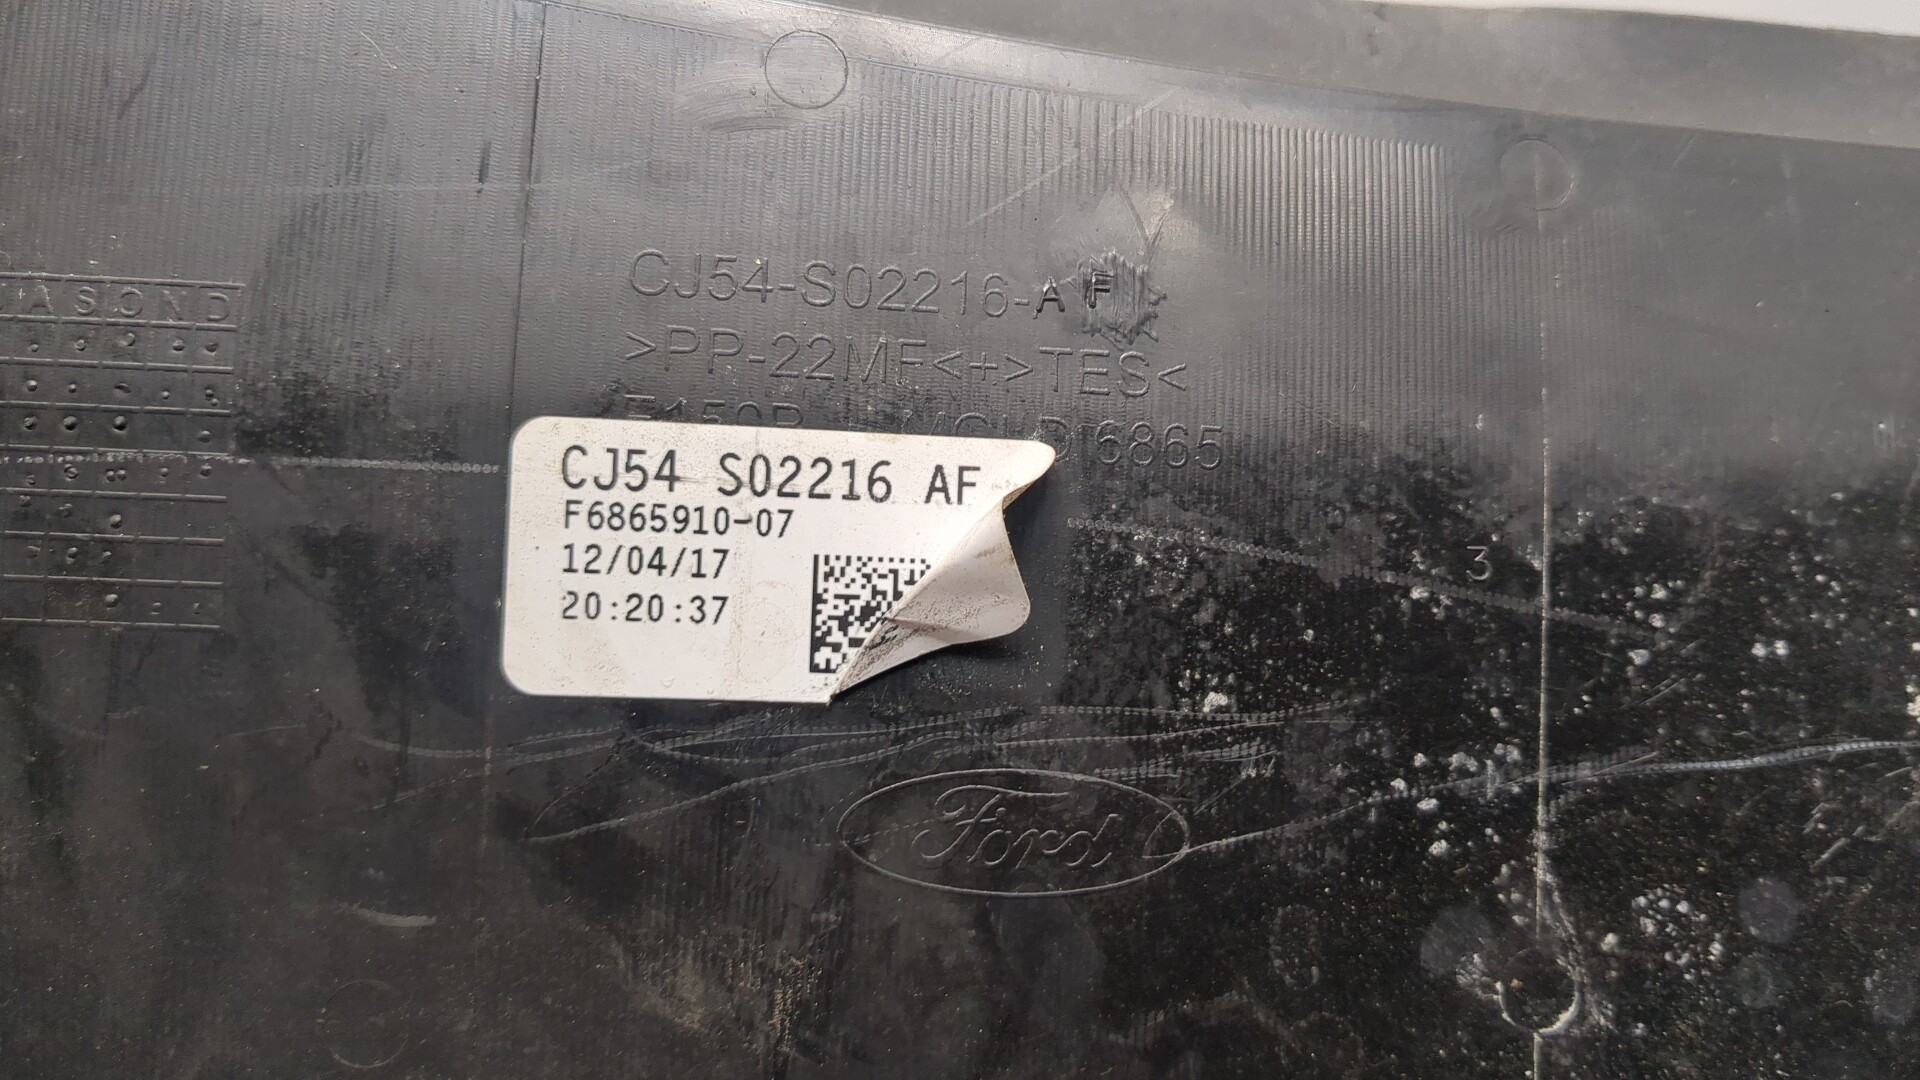 CJ54-S02216-AF
>PP-22MF<+>TES<
6865
J A S O N D
CJ54 S02216 AF
F6865910-07
12/04/17
20:20:37
3
Ford